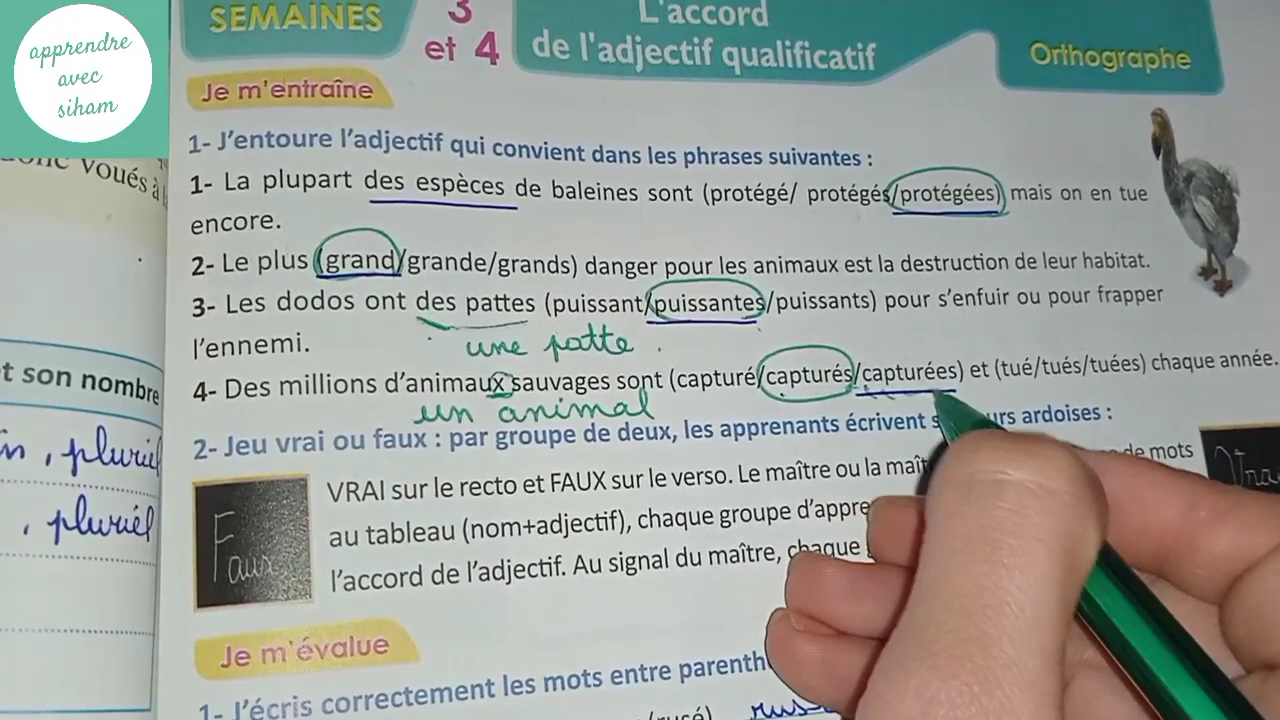 apprendre
avec
siham
SEMAINES 3
et 4
L'accord
de l'adjectif qualificatif
Orthographe
voués à
Je m'entraîne
1- J'entoure l'adjectif qui convient dans les phrases suivantes :
1- La plupart des espèces de baleines sont (protégé/ protégés/protégées) mais on en tue
encore.
2- Le plus (grand/grande/grands) danger pour les animaux est la destruction de leur habitat.
3- Les dodos ont des pattes (puissant/puissantes/puissants) pour s'enfuir ou pour frapper
l'ennemi.
une patte
4- Des millions d'animaux sauvages sont (capturé/capturés/capturées) et (tué/tués/tuées) chaque année.
un animal
et son nombre
, pluriel
, pluriel
2- Jeu vrai ou faux : par groupe de deux, les apprenants écrivent ardoises :
VRAI sur le recto et FAUX sur le verso. Le maître ou la de mots
au tableau (nom+adjectif), chaque groupe
l'accord de l'adjectif. Au signal du maître, chaque
Faux
Vrai
Je m'évalue
1- J'écris correctement les mots entre